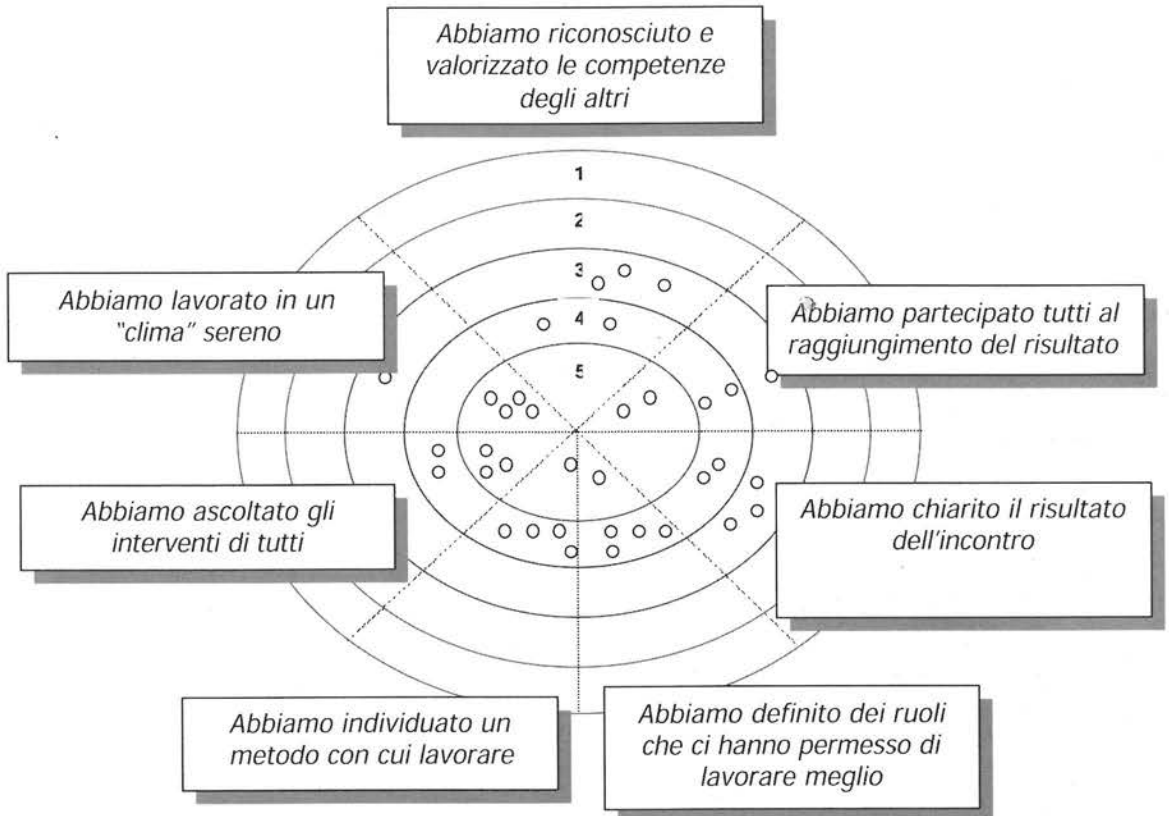 Abbiamo riconosciuto e
valorizzato le competenze
degli altri
1
2
3
4
5
Abbiamo lavorato in un
"clima" sereno
Abbiamo partecipato tutti al
raggiungimento del risultato
Abbiamo ascoltato gli
interventi di tutti
Abbiamo chiarito il risultato
dell'incontro
Abbiamo individuato un
metodo con cui lavorare
Abbiamo definito dei ruoli
che ci hanno permesso di
lavorare meglio